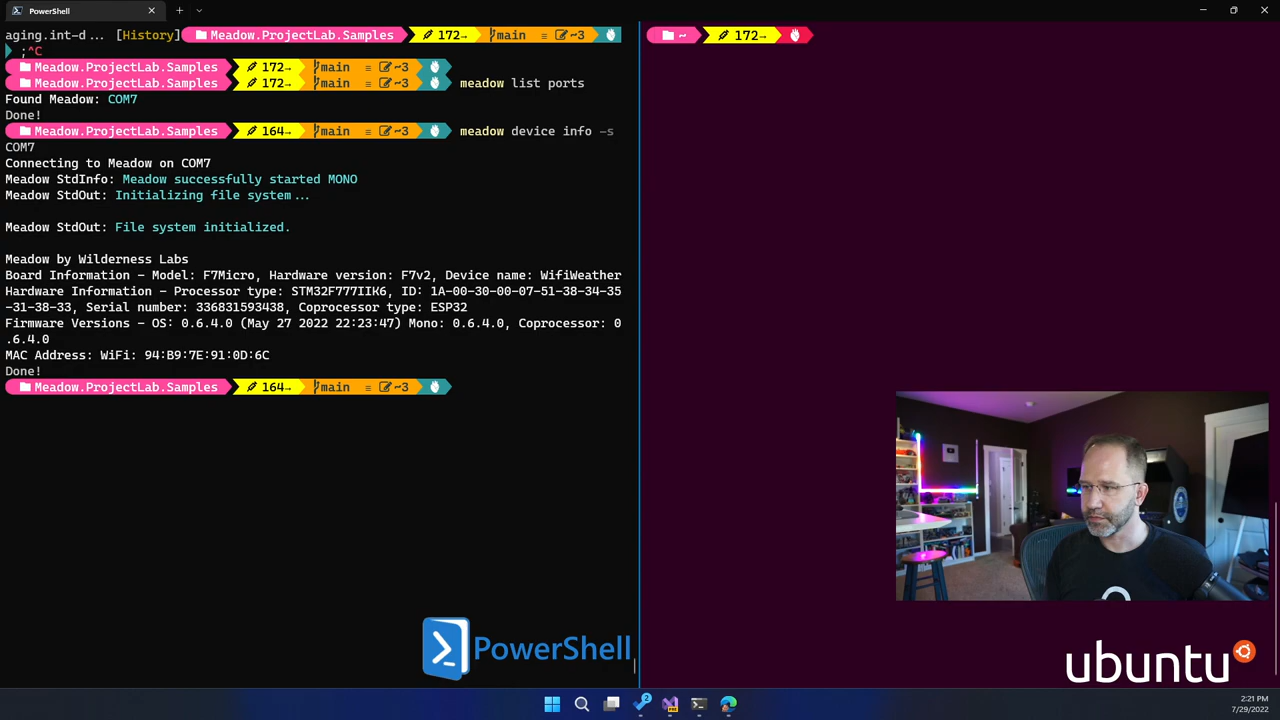 PowerShell
aging.int-d... [History] Meadow.ProjectLab.Samples 172→ main ≡ ~3
;^C
Meadow.ProjectLab.Samples 172→ main ≡ ~3
Meadow.ProjectLab.Samples 172→ main ≡ ~3 meadow list ports
Found Meadow: COM7
Done!
Meadow.ProjectLab.Samples 164→ main ≡ ~3 meadow device info -s
COM7
Connecting to Meadow on COM7
Meadow StdInfo: Meadow successfully started MONO
Meadow StdOut: Initializing file system...
Meadow StdOut: File system initialized.
Meadow by Wilderness Labs
Board Information - Model: F7Micro, Hardware version: F7v2, Device name: WifiWeather
Hardware Information - Processor type: STM32F777IIK6, ID: 1A-00-30-00-07-51-38-34-35
-31-38-33, Serial number: 336831593438, Coprocessor type: ESP32
Firmware Versions - OS: 0.6.4.0 (May 27 2022 22:23:47) Mono: 0.6.4.0, Coprocessor: 0
.6.4.0
MAC Address: WiFi: 94:B9:7E:91:0D:6C
Done!
Meadow.ProjectLab.Samples 164→ main ≡ ~3
PowerShell
~ 172→
ubuntu
2
2:21 PM
7/29/2022